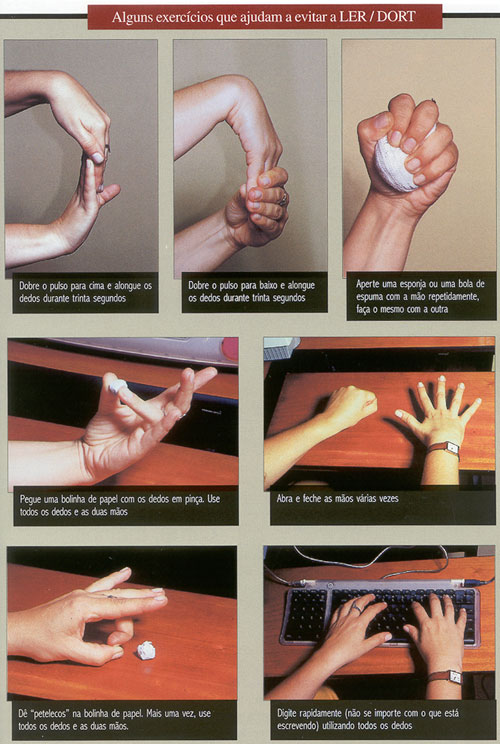 Alguns exercícios que ajudam a evitar a LER / DORT
Dobre o pulso para cima e alongue os
dedos durante trinta segundos
Dobre o pulso para baixo e alongue
os dedos durante trinta segundos
Aperte uma esponja ou uma bola de
espuma com a mão repetidamente,
faça o mesmo com a outra
Pegue uma bolinha de papel com os dedos em pinça. Use
todos os dedos e as duas mãos
Abra e feche as mãos várias vezes
Dê “petelecos” na bolinha de papel. Mais uma vez, use
todos os dedos e as duas mãos.
Digite rapidamente (não se importe com o que está
escrevendo) utilizando todos os dedos